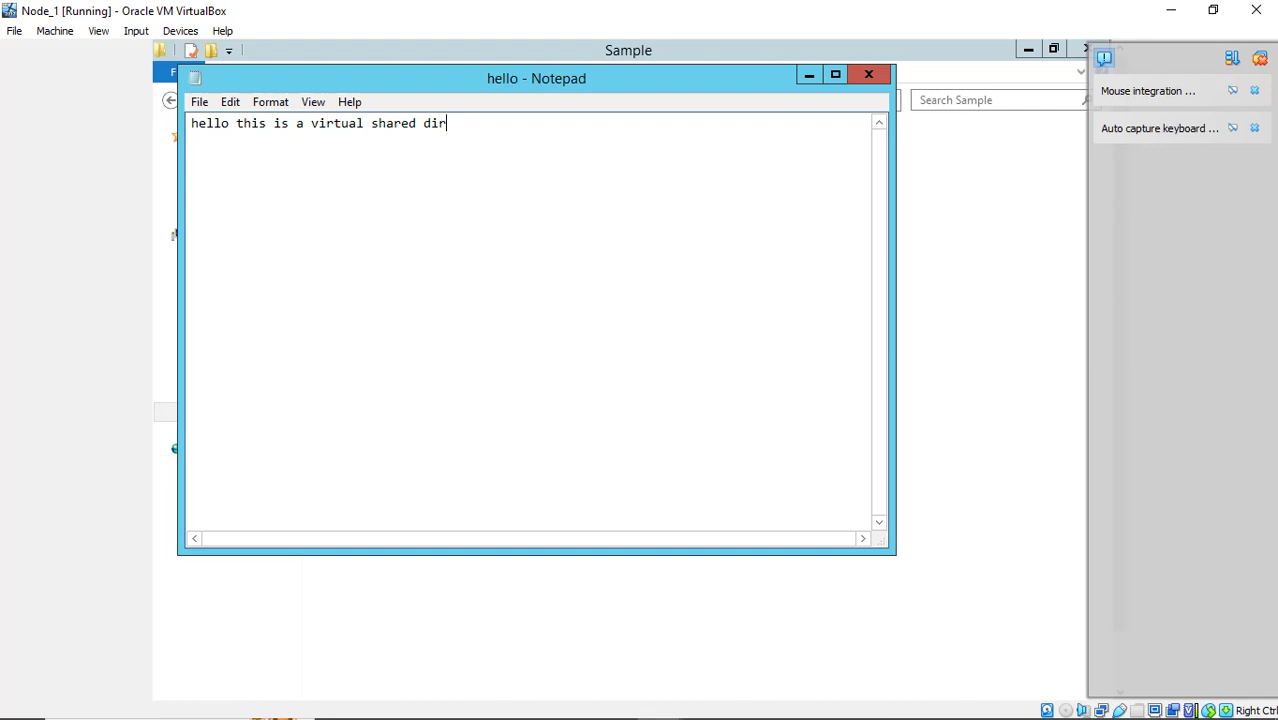 Node_1 [Running] - Oracle VM VirtualBox
File Machine View Input Devices Help
Sample
F
hello - Notepad
File Edit Format View Help
Search Sample
hello this is a virtual shared dir
Mouse integration ...
Auto capture keyboard ...
Right Ctrl